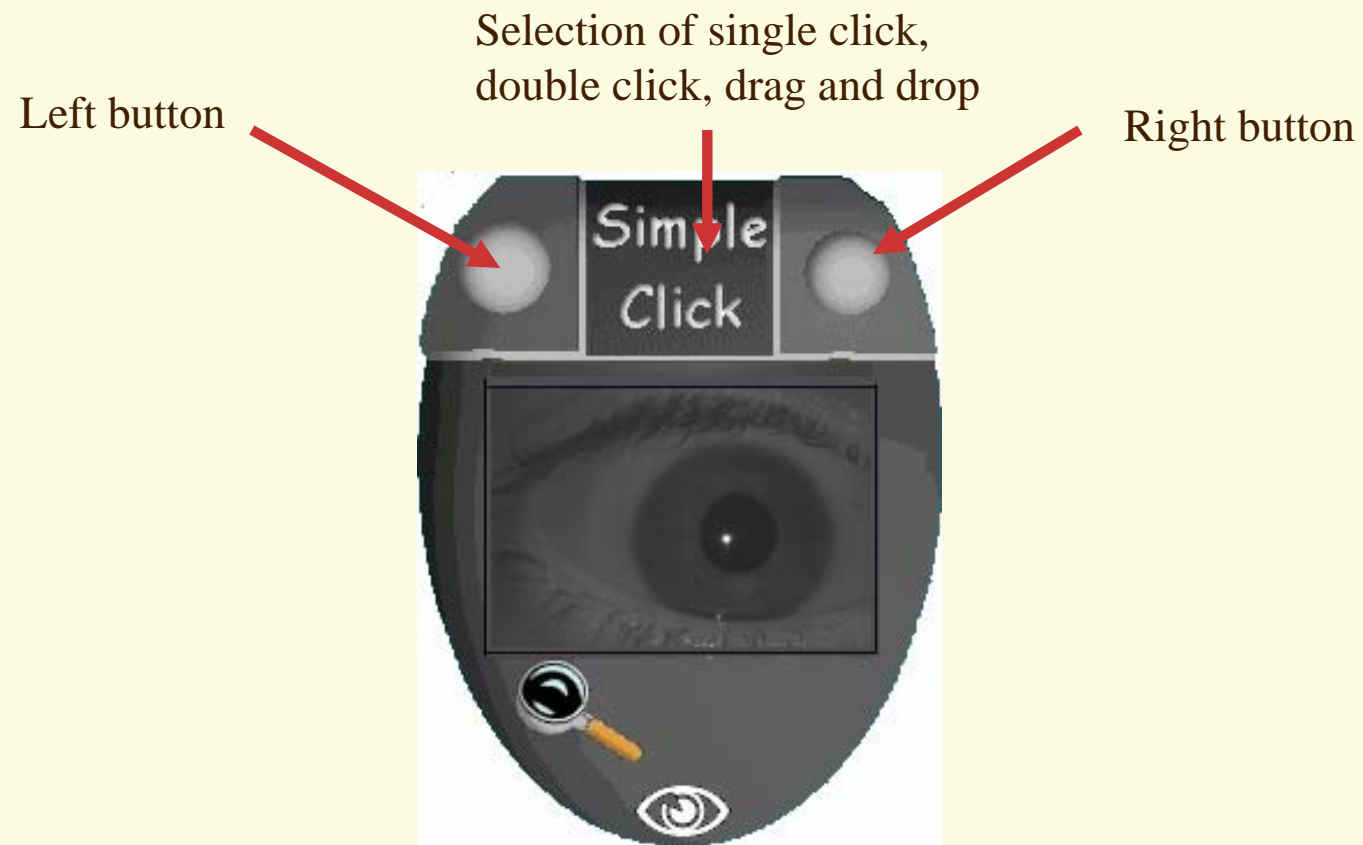 Selection of single click,
double click, drag and drop
Left button
Right button
Simple
Click